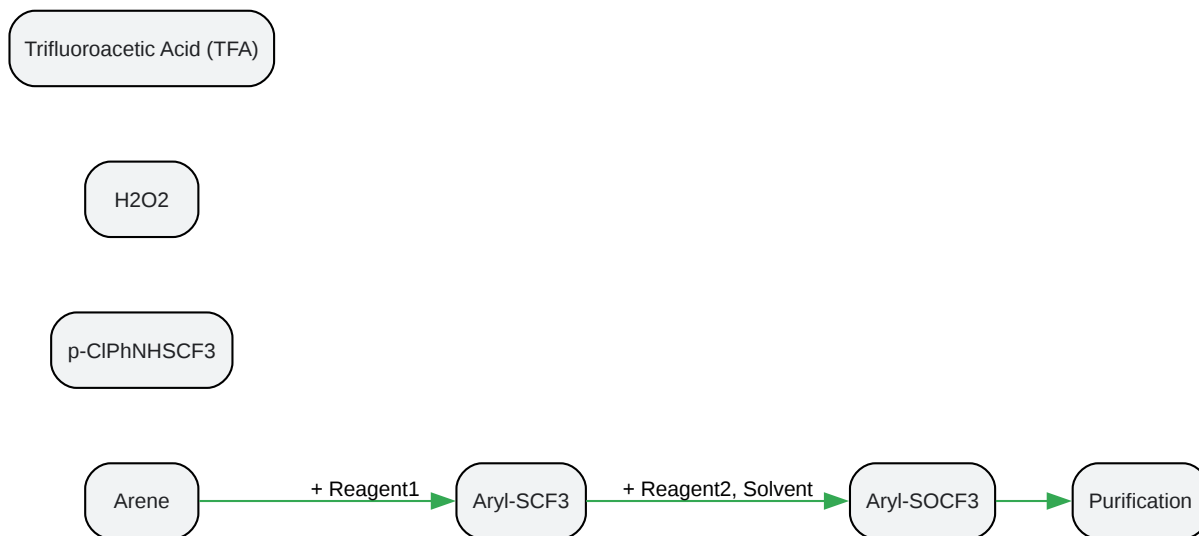 Trifluoroacetic Acid (TFA)
H2O2
p-ClPhNHSCF3
Arene
+ Reagent1
Aryl-SCF3
+ Reagent2, Solvent
Aryl-SOCF3
Purification